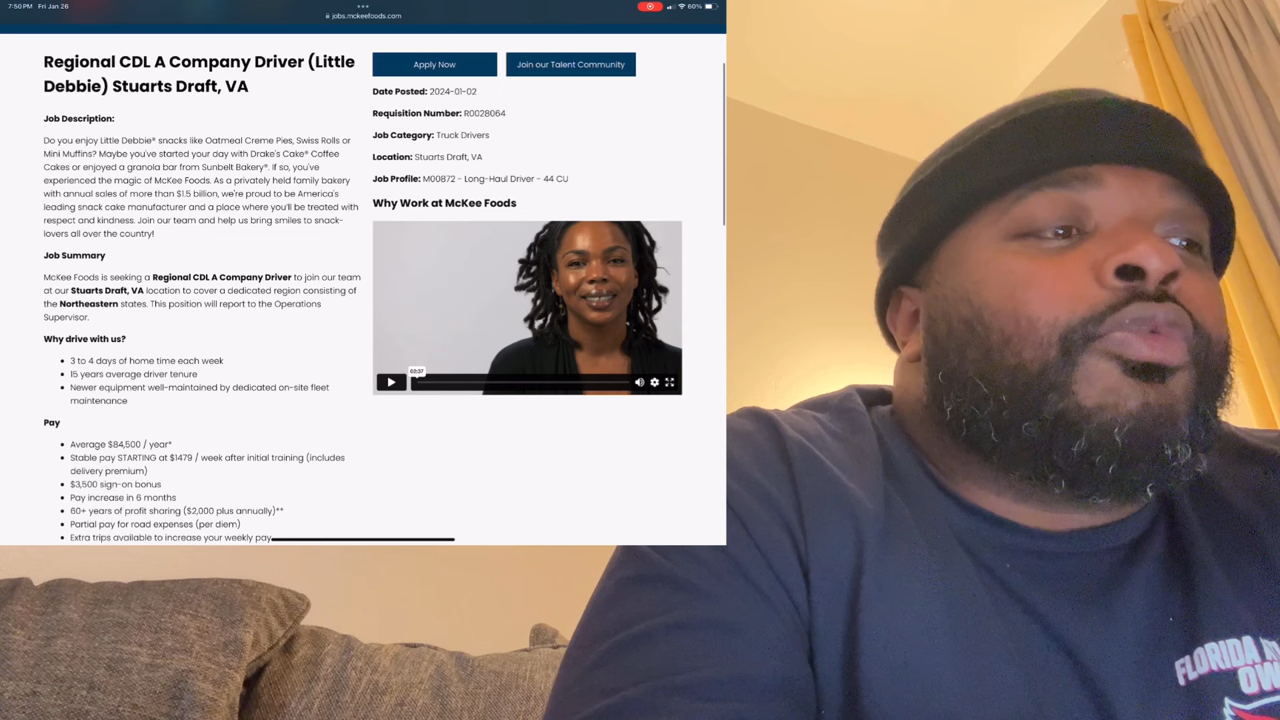 7:50 PM Fri Jan 26
60%
jobs.mckeefoods.com
Regional CDL A Company Driver (Little
Debbie) Stuarts Draft, VA
Job Description:
Do you enjoy Little Debbie® snacks like Oatmeal Creme Pies, Swiss Rolls or
Mini Muffins? Maybe you've started your day with Drake's Cake® Coffee
Cakes or enjoyed a granola bar from Sunbelt Bakery®. If so, you've
experienced the magic of McKee Foods. As a privately held family bakery
with annual sales of more than $1.5 billion, we're proud to be America's
leading snack cake manufacturer and a place where you'll be treated with
respect and kindness. Join our team and help us bring smiles to snack-
lovers all over the country!
Job Summary
McKee Foods is seeking a Regional CDL A Company Driver to join our team
at our Stuarts Draft, VA location to cover a dedicated region consisting of
the Northeastern states. This position will report to the Operations
Supervisor.
Why drive with us?
• 3 to 4 days of home time each week
• 15 years average driver tenure
• Newer equipment well-maintained by dedicated on-site fleet
maintenance
Pay
• Average $84,500 / year*
• Stable pay STARTING at $1479 / week after initial training (includes
delivery premium)
• $3,500 sign-on bonus
• Pay increase in 6 months
• 60+ years of profit sharing ($2,000 plus annually)**
• Partial pay for road expenses (per diem)
• Extra trips available to increase your weekly pay
Apply Now
Join our Talent Community
Date Posted: 2024-01-02
Requisition Number: R0028064
Job Category: Truck Drivers
Location: Stuarts Draft, VA
Job Profile: M00872 - Long-Haul Driver - 44 CU
Why Work at McKee Foods
03:37
FLORIDA